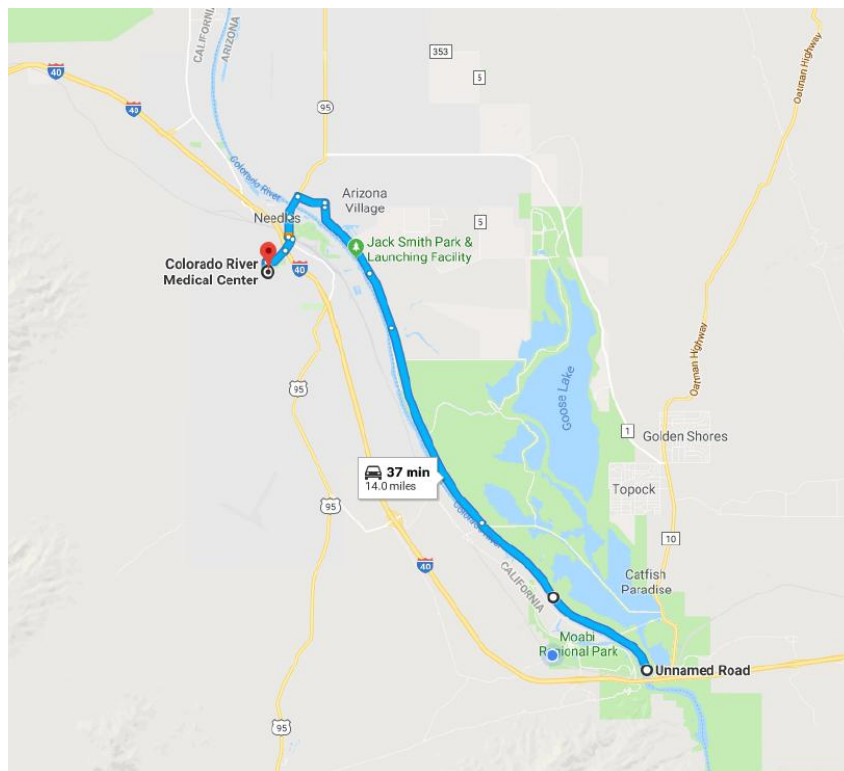 353
CALIFORNIA
ARIZONA
Oatman Highway
40
5
40
95
Colorado River
Arizona
Village
Needles
5
Jack Smith Park &
Launching Facility
Colorado River
Medical Center
40
Oatman Highway
Goose Lake
95
1
Golden Shores
37 min
14.0 miles
Topock
95
Colorado River
10
40
CALIFORNIA
Catfish
Paradise
Moabi
Regional Park
Unnamed Road
95